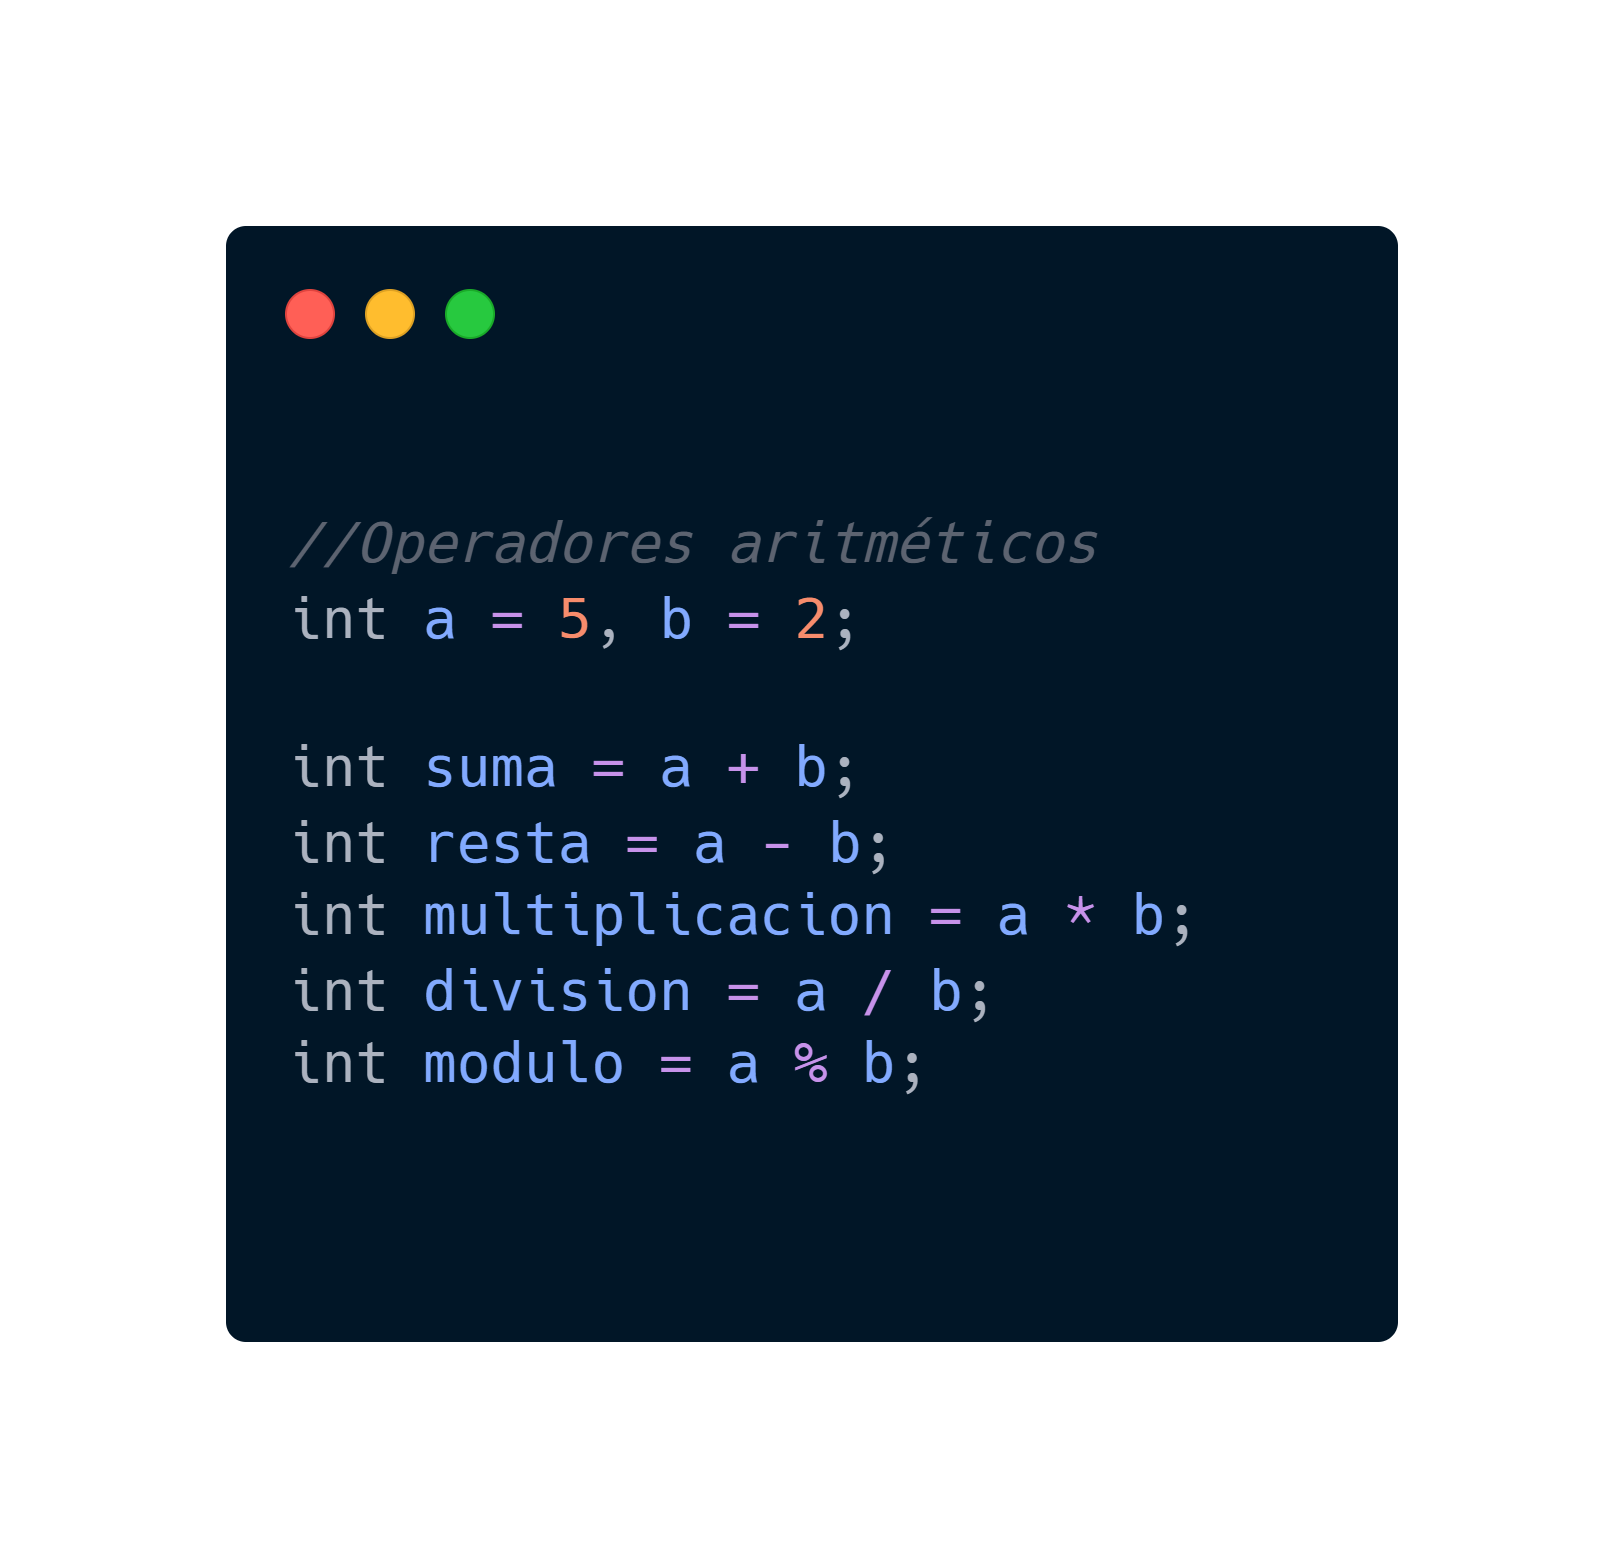 //Operadores aritméticos
int a = 5, b = 2;
int suma = a + b;
int resta = a - b;
int multiplicacion = a * b;
int division = a / b;
int modulo = a % b;